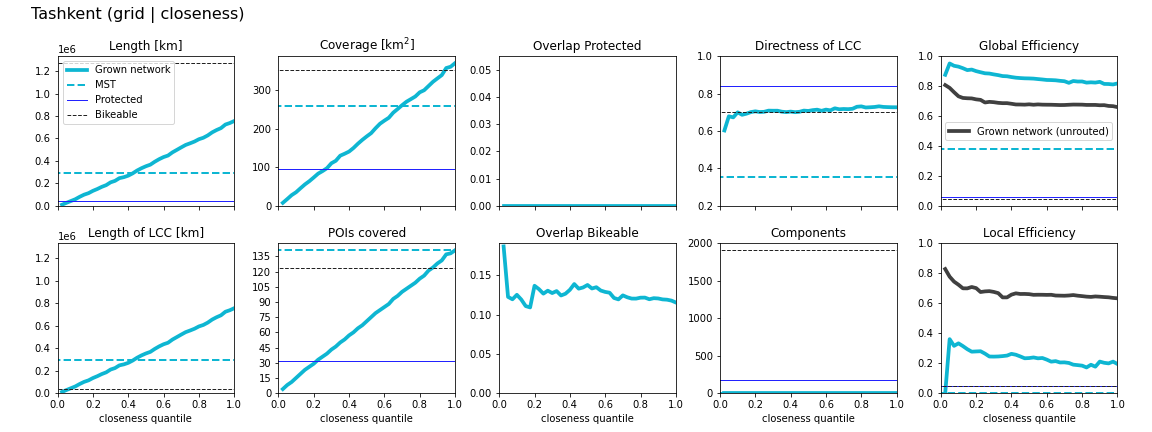 Tashkent (grid | closeness)
Length [km]
Coverage [km²]
Overlap Protected
Directness of LCC
Global Efficiency
1e6
1.2
1.0
0.8
0.6
0.4
0.2
0.0
Grown network
MST
Protected
Bikeable
300
200
100
0
0.05
0.04
0.03
0.02
0.01
0.00
1.0
0.8
0.6
0.4
0.2
1.0
0.8
0.6
0.4
0.2
0.0
Grown network (unrouted)
Length of LCC [km]
POIs covered
Overlap Bikeable
Components
Local Efficiency
1e6
1.2
1.0
0.8
0.6
0.4
0.2
0.0
0.0 0.2 0.4 0.6 0.8 1.0
closeness quantile
135
120
105
90
75
60
45
30
15
0
0.0 0.2 0.4 0.6 0.8 1.0
closeness quantile
0.15
0.10
0.05
0.00
0.0 0.2 0.4 0.6 0.8 1.0
closeness quantile
2000
1500
1000
500
0
0.0 0.2 0.4 0.6 0.8 1.0
closeness quantile
1.0
0.8
0.6
0.4
0.2
0.0
0.0 0.2 0.4 0.6 0.8 1.0
closeness quantile